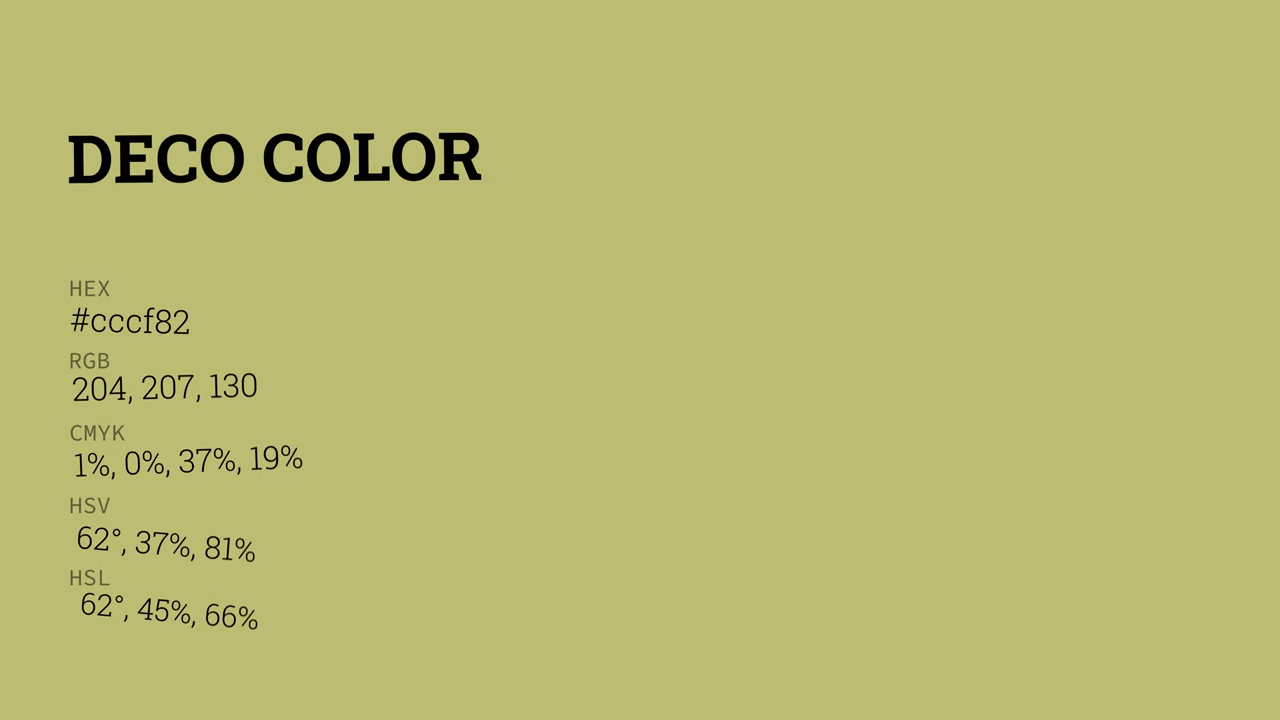 DECO COLOR
HEX
#cccf82
RGB
204, 207, 130
CMYK
1%, 0%, 37%, 19%
HSV
62°, 37%, 81%
HSL
62°, 45%, 66%